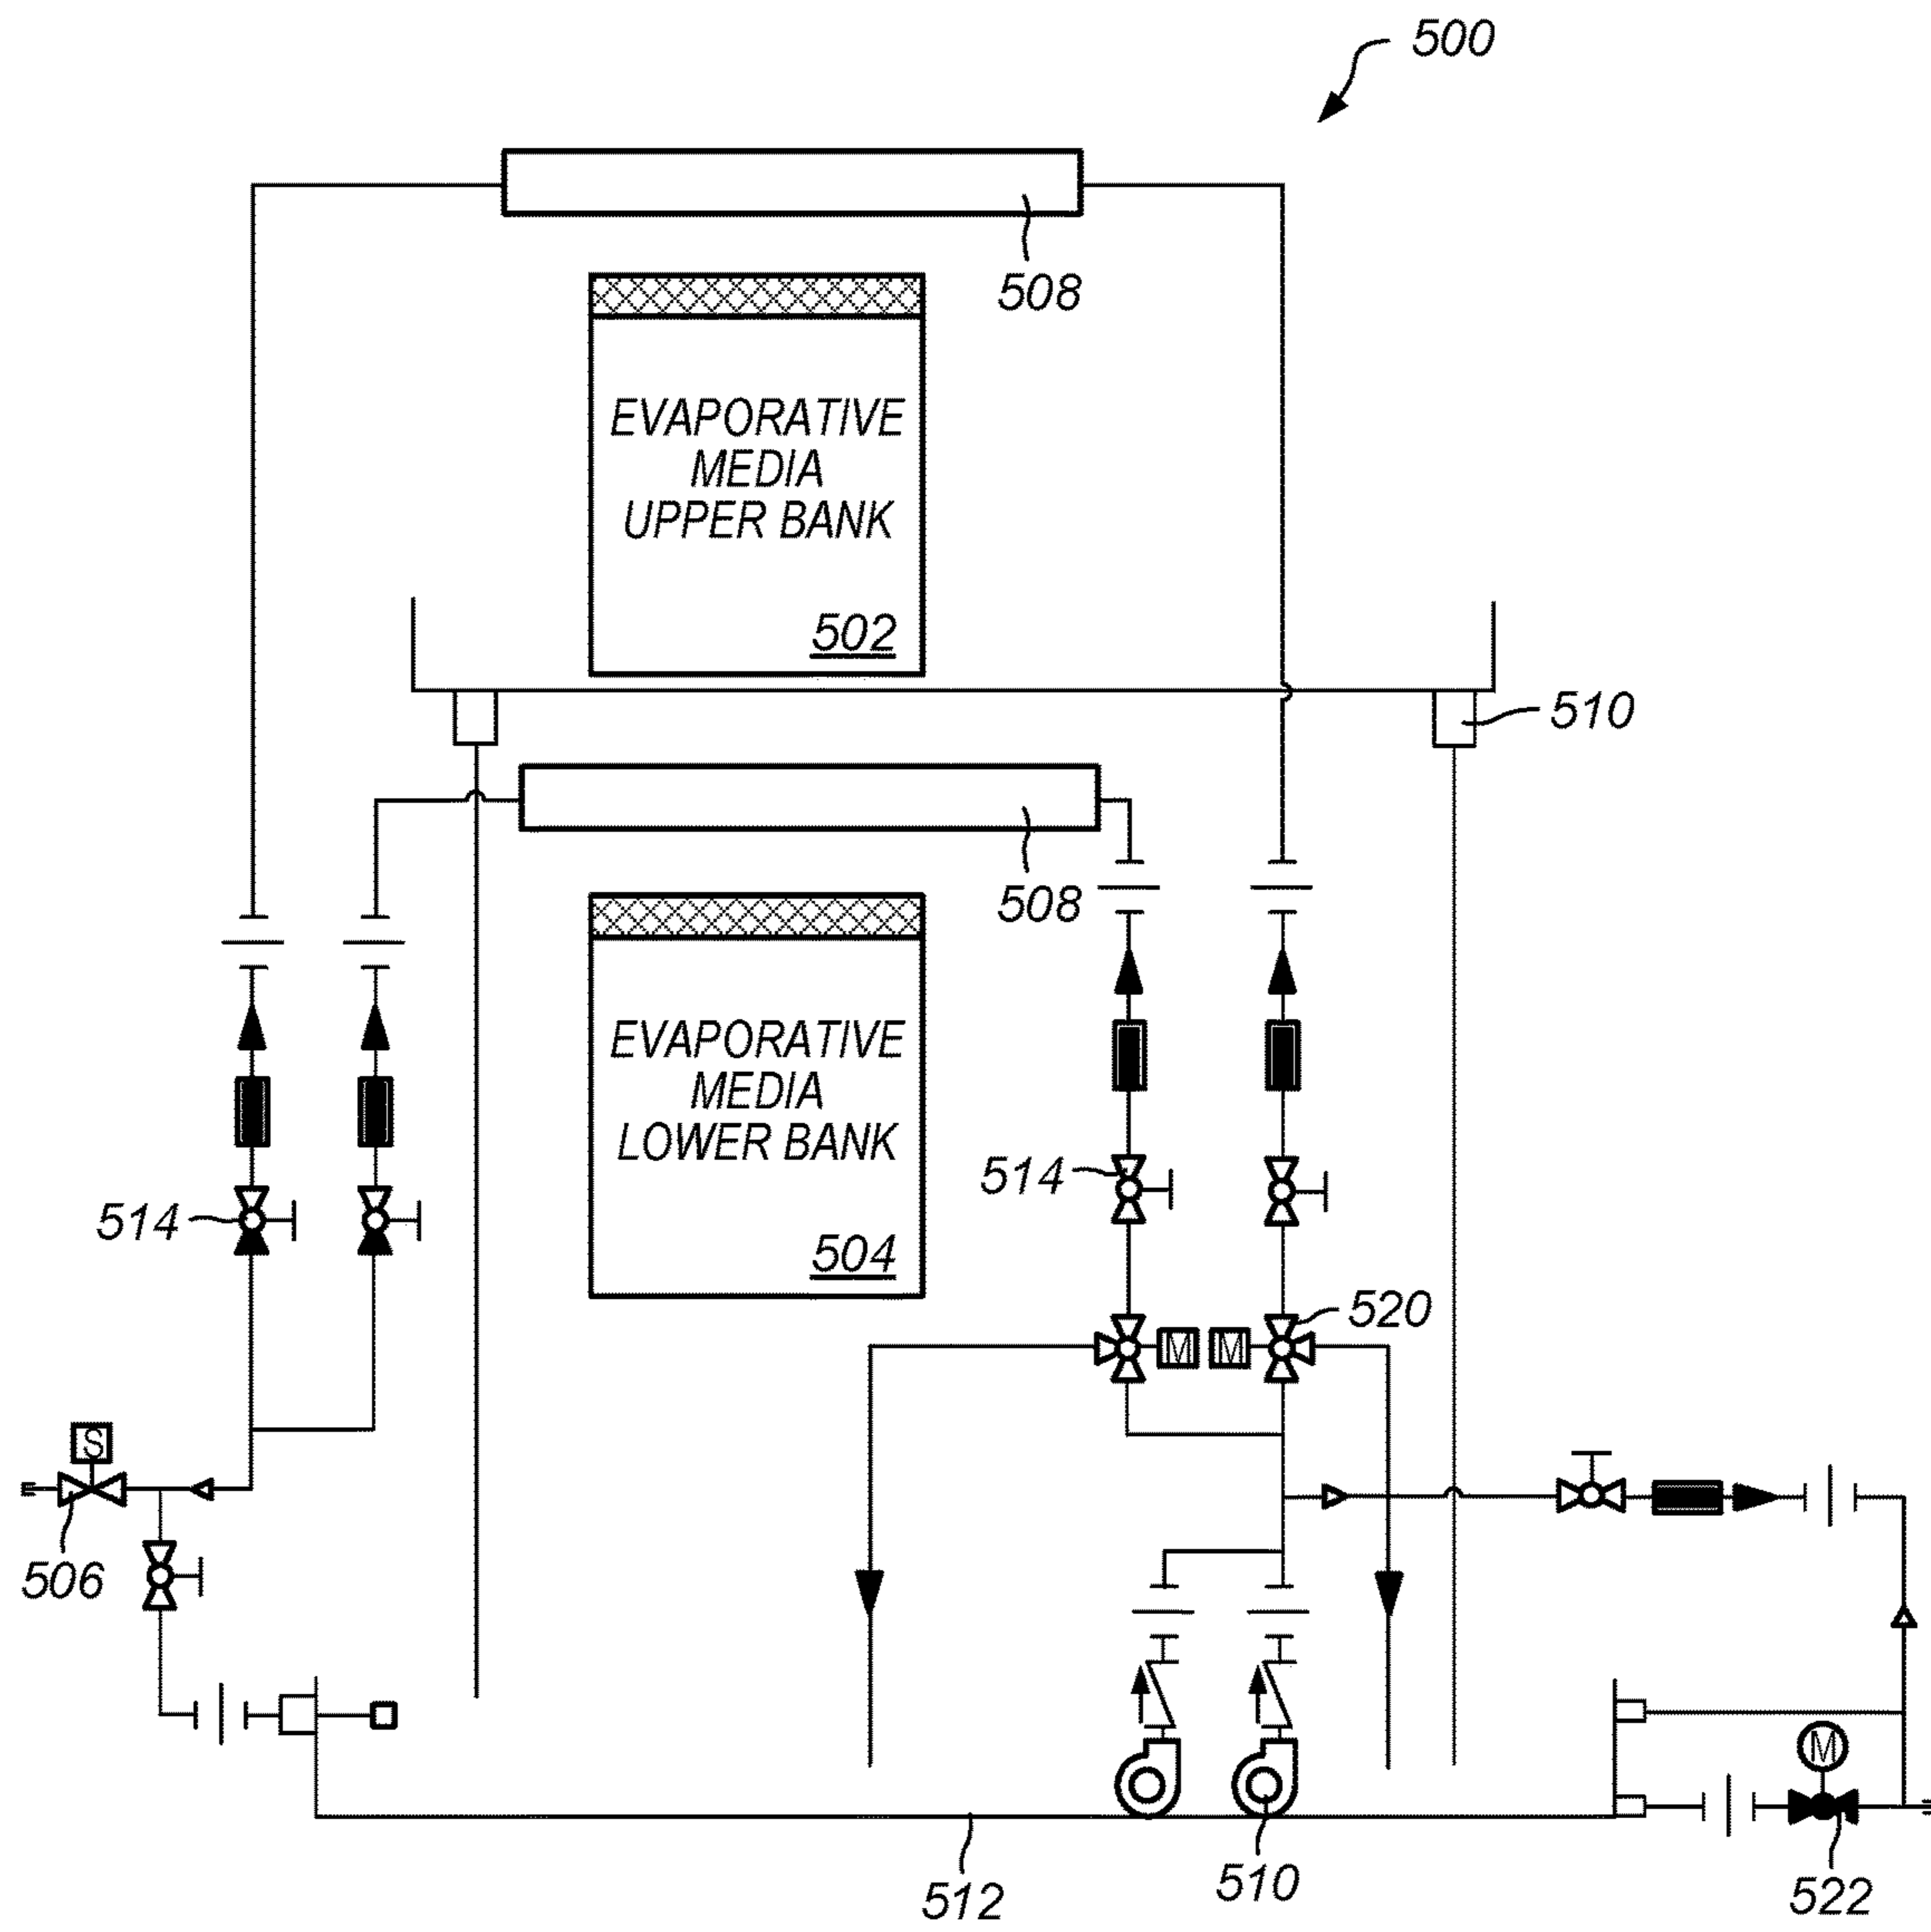 500
508
EVAPORATIVE
MEDIA
UPPER BANK
502
510
508
EVAPORATIVE
MEDIA
LOWER BANK
504
514
514
520
M
M
S
506
M
512
510
522